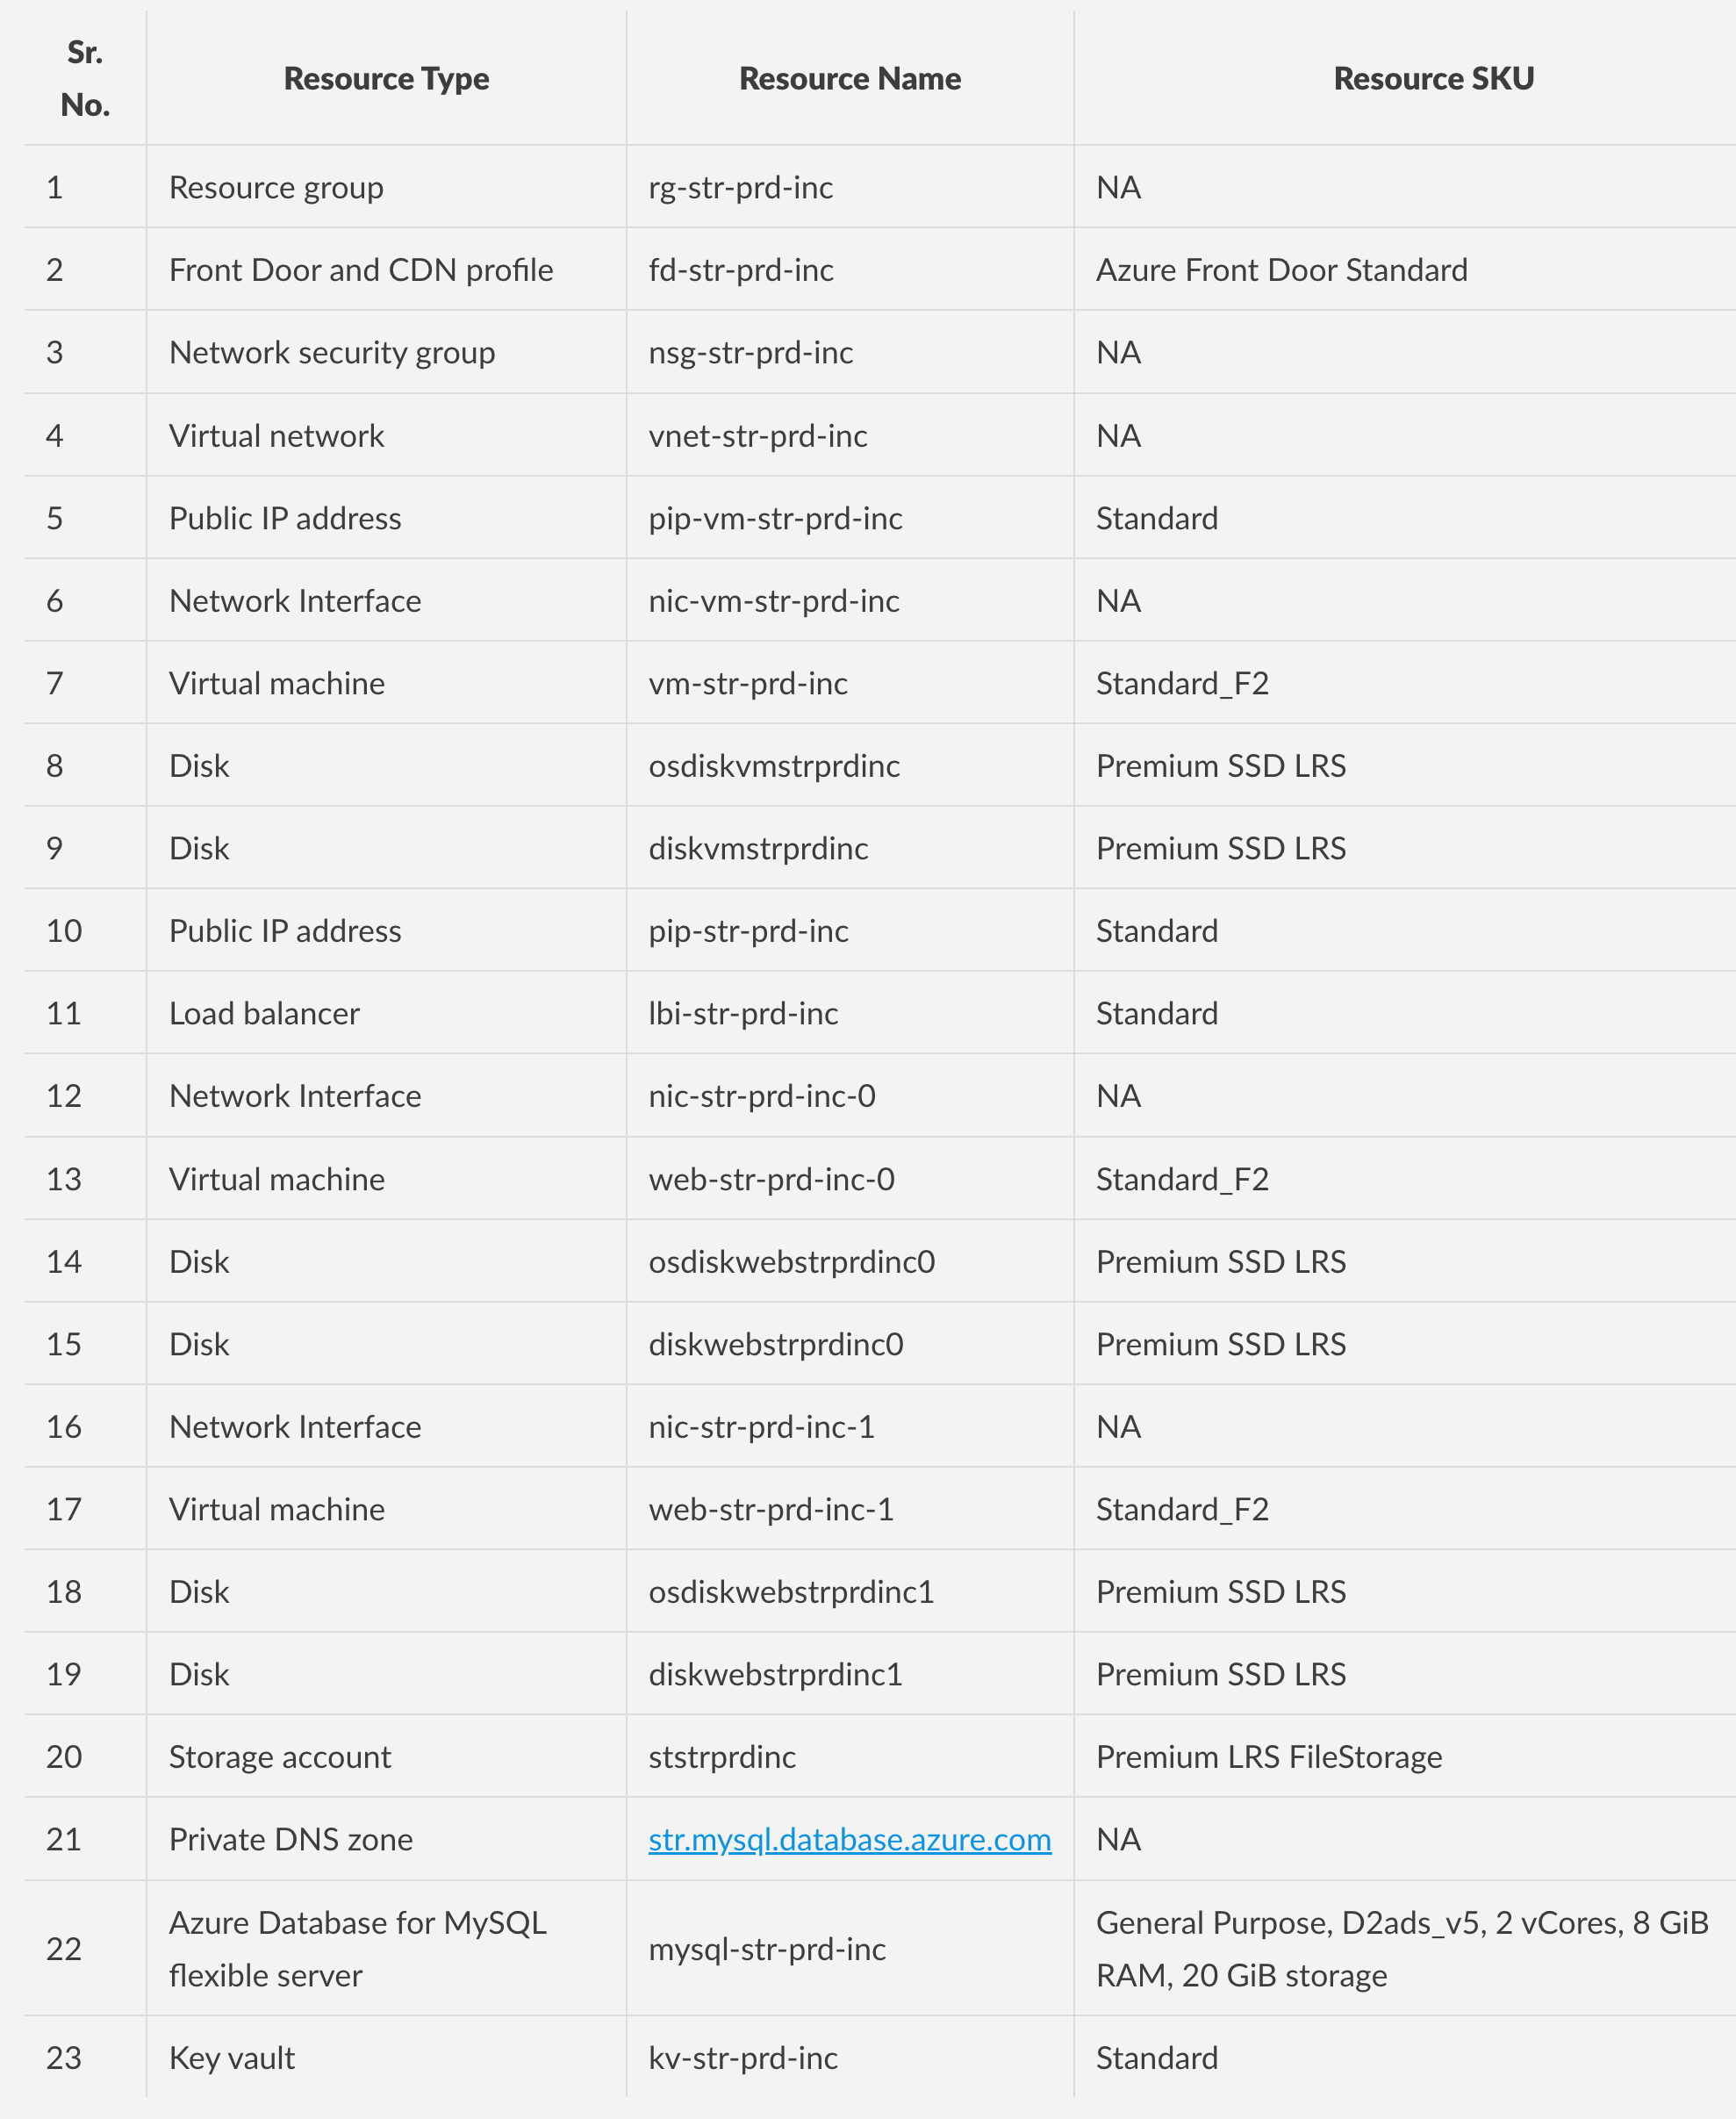 Sr. No. Resource Type Resource Name Resource SKU
1 Resource group rg-str-prd-inc NA
2 Front Door and CDN profile fd-str-prd-inc Azure Front Door Standard
3 Network security group nsg-str-prd-inc NA
4 Virtual network vnet-str-prd-inc NA
5 Public IP address pip-vm-str-prd-inc Standard
6 Network Interface nic-vm-str-prd-inc NA
7 Virtual machine vm-str-prd-inc Standard_F2
8 Disk osdiskvmstrprdinc Premium SSD LRS
9 Disk diskvmstrprdinc Premium SSD LRS
10 Public IP address pip-str-prd-inc Standard
11 Load balancer lbi-str-prd-inc Standard
12 Network Interface nic-str-prd-inc-0 NA
13 Virtual machine web-str-prd-inc-0 Standard_F2
14 Disk osdiskwebstrprdinc0 Premium SSD LRS
15 Disk diskwebstrprdinc0 Premium SSD LRS
16 Network Interface nic-str-prd-inc-1 NA
17 Virtual machine web-str-prd-inc-1 Standard_F2
18 Disk osdiskwebstrprdinc1 Premium SSD LRS
19 Disk diskwebstrprdinc1 Premium SSD LRS
20 Storage account ststrprdinc Premium LRS FileStorage
21 Private DNS zone str.mysql.database.azure.com NA
22 Azure Database for MySQL flexible server mysql-str-prd-inc General Purpose, D2ads_v5, 2 vCores, 8 GiB RAM, 20 GiB storage
23 Key vault kv-str-prd-inc Standard